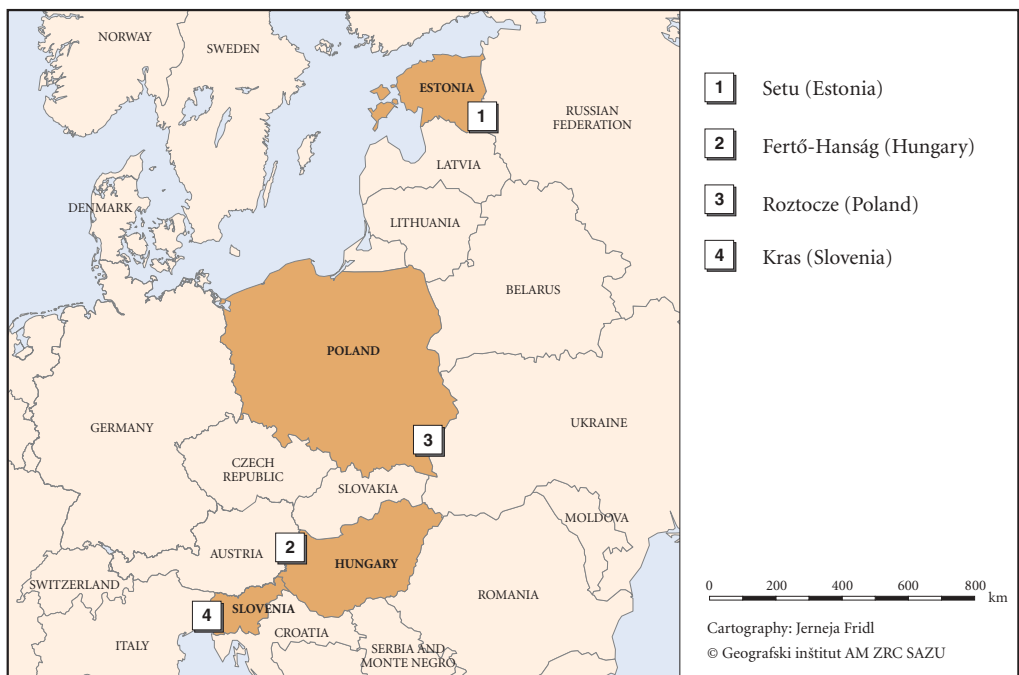 NORWAY
SWEDEN
ESTONIA
1
RUSSIAN
FEDERATION
LATVIA
DENMARK
LITHUANIA
BELARUS
POLAND
GERMANY
3
UKRAINE
CZECH
REPUBLIC
SLOVAKIA
MOLDOVA
AUSTRIA
2
HUNGARY
SWITZERLAND
ROMANIA
4
SLOVENIA
CROATIA
ITALY
SERBIA AND
MONTE NEGRO
1 Setu (Estonia)
2 Fertő-Hanság (Hungary)
3 Roztocze (Poland)
4 Kras (Slovenia)
0 200 400 600 800
km
Cartography: Jerneja Fridl
© Geografski inštitut AM ZRC SAZU